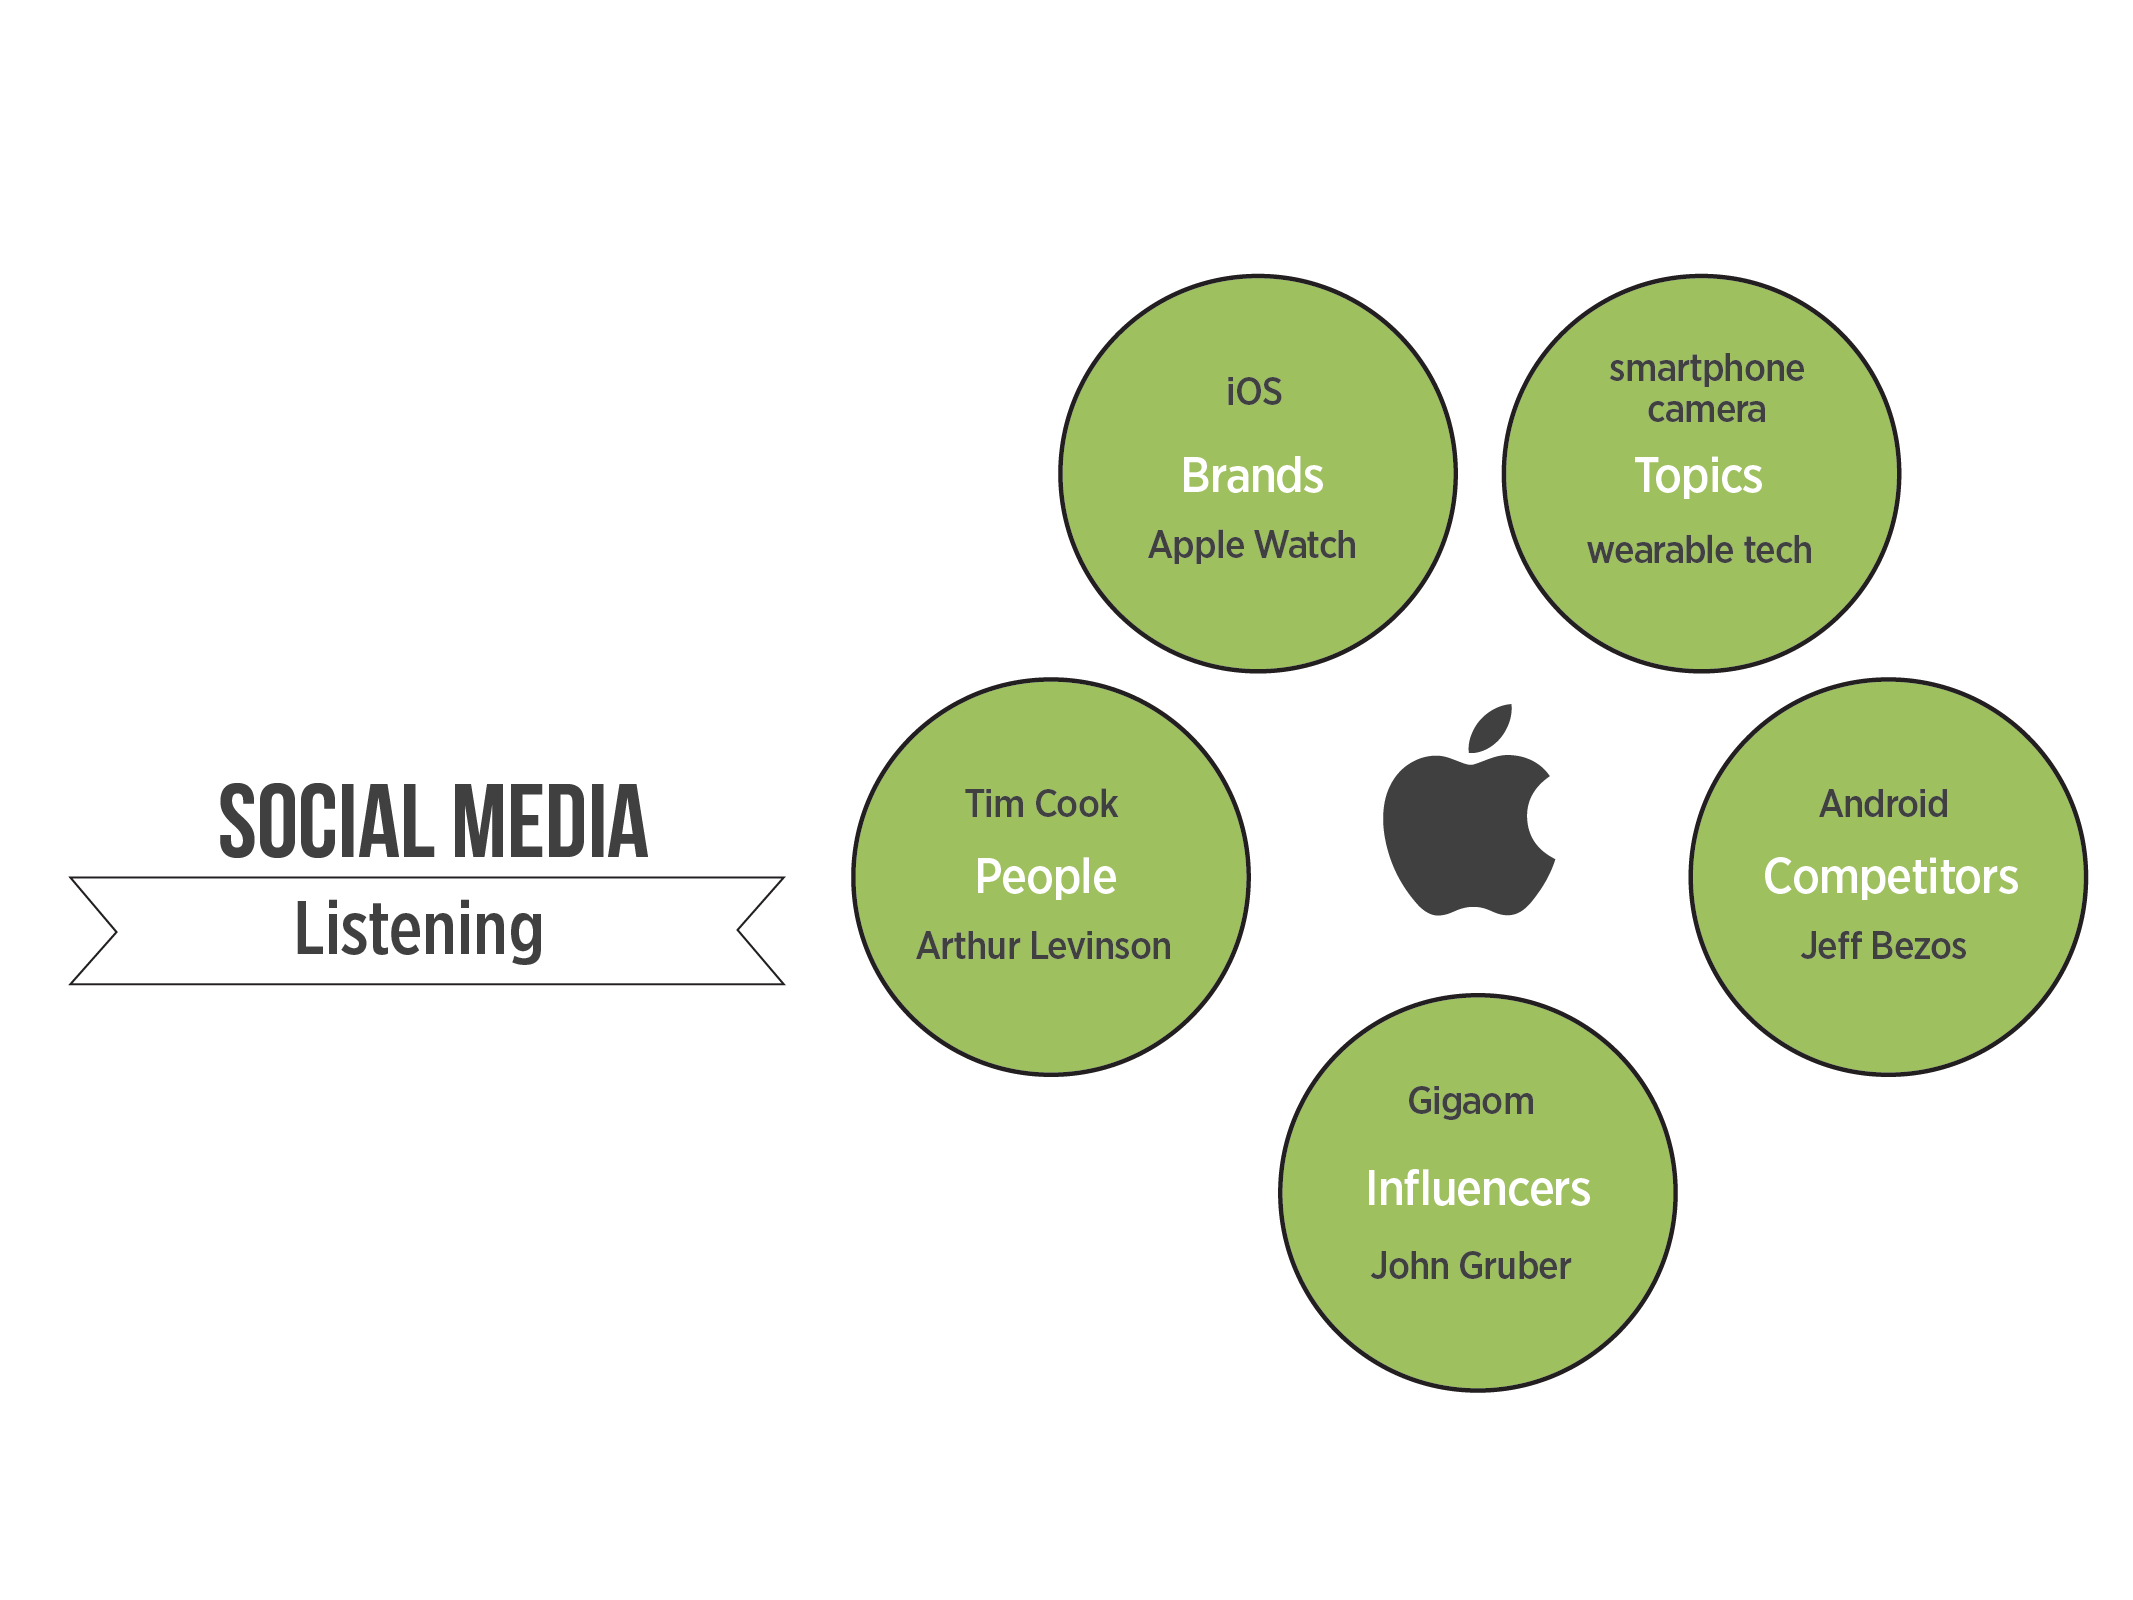 SOCIAL MEDIA
Listening
iOS
Brands
Apple Watch
smartphone
camera
Topics
wearable tech
Tim Cook
People
Arthur Levinson
Android
Competitors
Jeff Bezos
Gigaom
Influencers
John Gruber